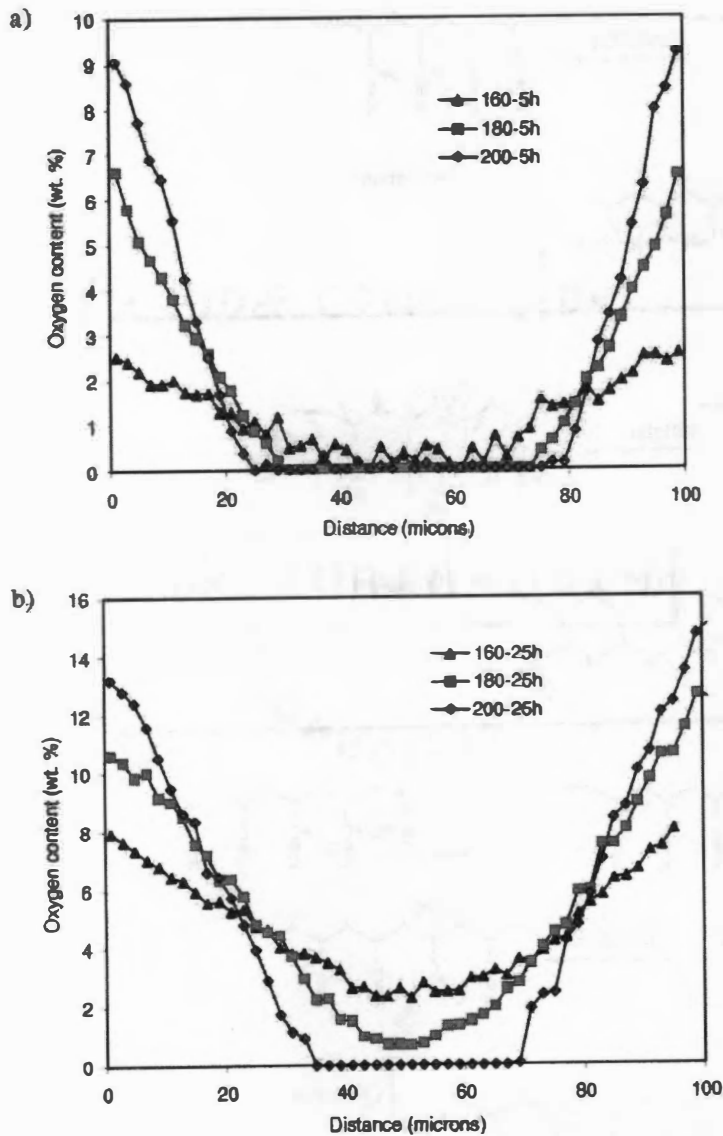 a)
10
9
8
7
6
5
4
3
2
1
0
Oxygen content (wt. %)
160-5h
180-5h
200-5h
0 20 40 60 80 100
Distance (micons)
b)
16
14
12
10
8
6
4
2
0
Oxygen content (wt. %)
160-25h
180-25h
200-25h
0 20 40 60 80 100
Distance (microns)